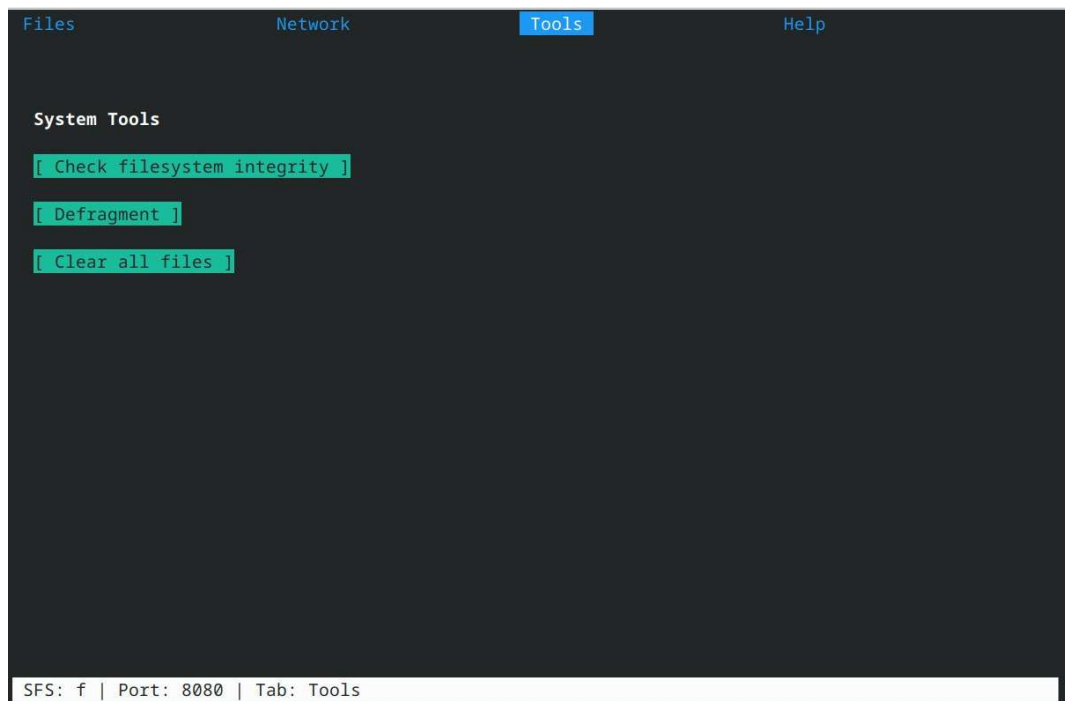 Files Network Tools Help
System Tools
[ Check filesystem integrity ]
[ Defragment ]
[ Clear all files ]
SFS: f | Port: 8080 | Tab: Tools